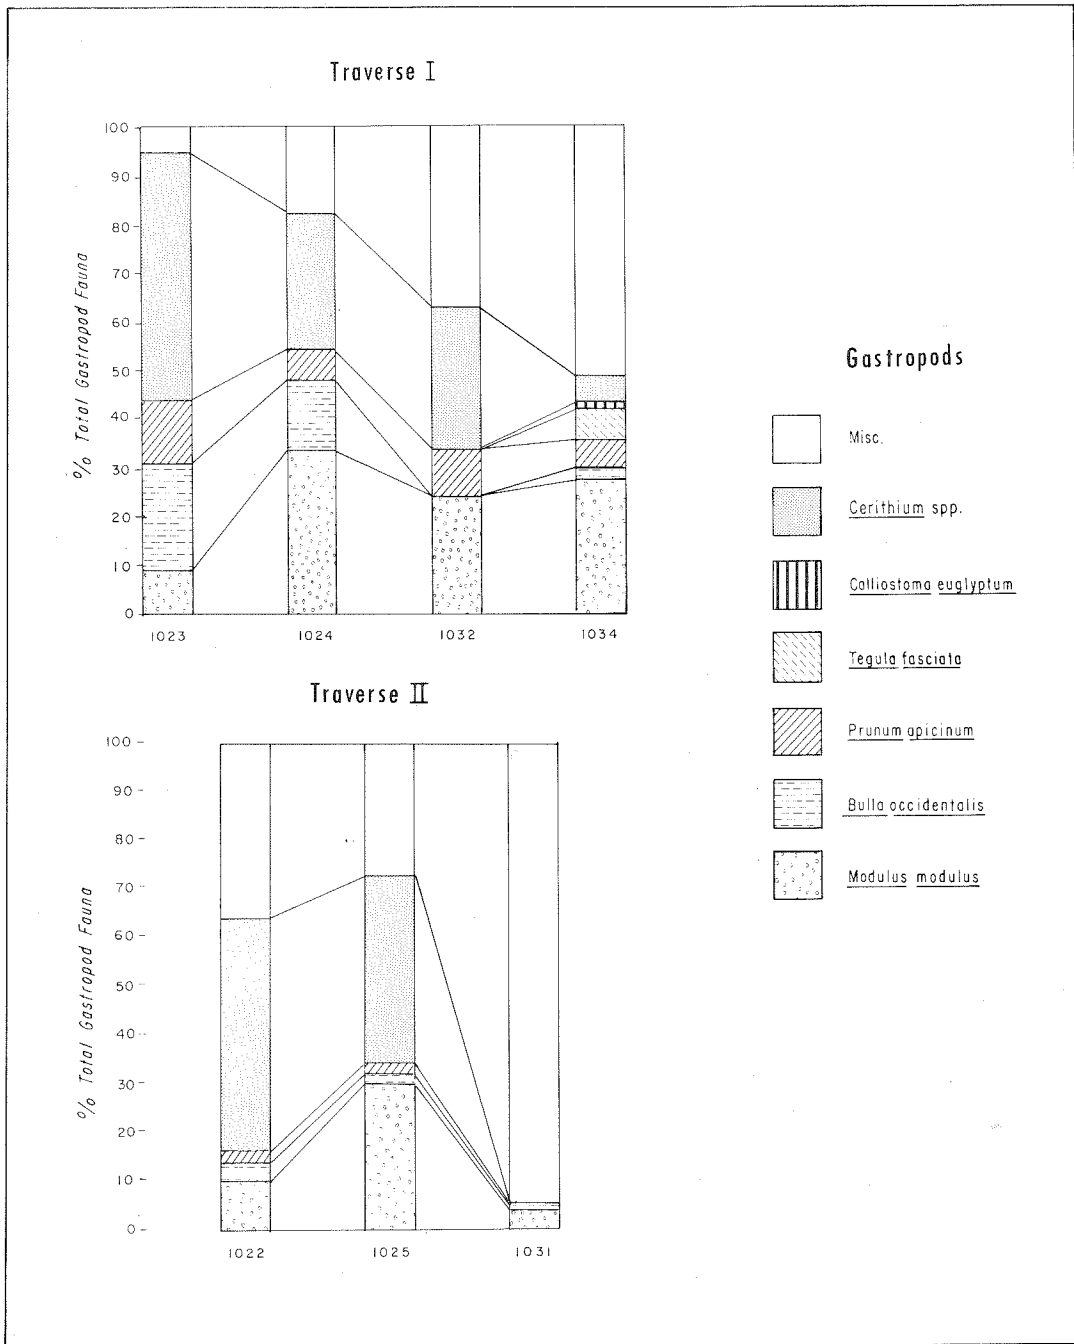 Traverse I
% Total Gastropod Fauna
100
90
80
70
60
50
40
30
20
10
0
1023 1024 1032 1034
Gastropods
Misc.
Cerithium spp.
Calliostoma euglyptum
Tegula fasciata
Prunum apicinum
Bulla occidentalis
Modulus modulus
Traverse II
% Total Gastropod Fauna
100
90
80
70
60
50
40
30
20
10
0
1022 1025 1031